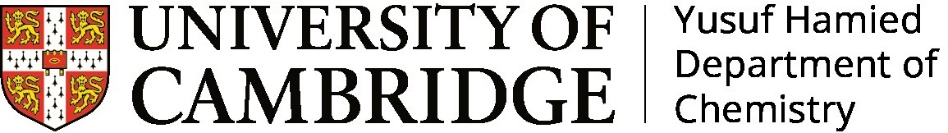 UNIVERSITY OF
CAMBRIDGE
Yusuf Hamied
Department of
Chemistry